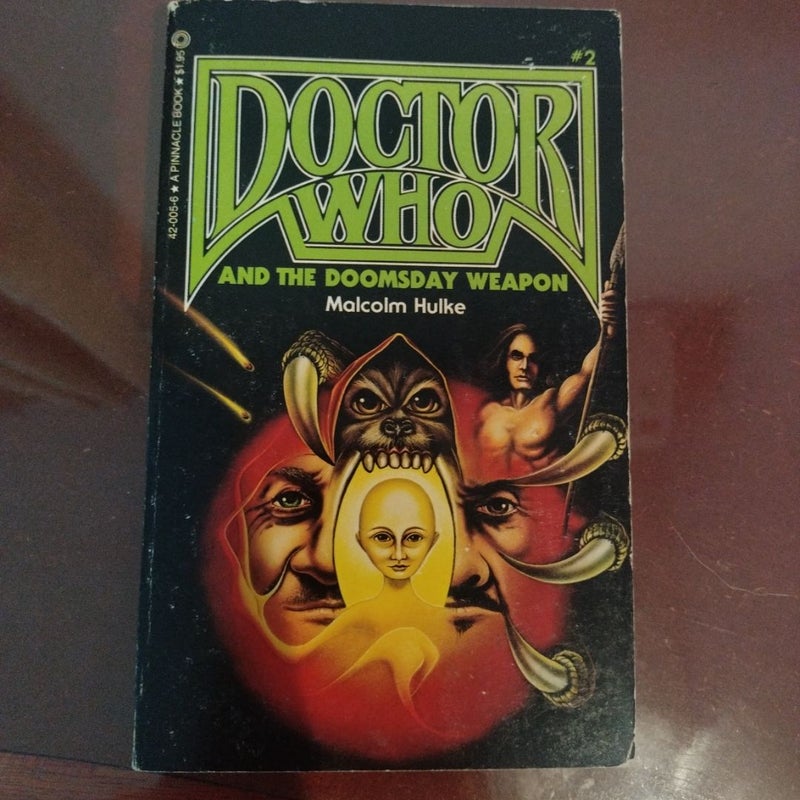 #2
DOCTOR
WHO
AND THE DOOMSDAY WEAPON
Malcolm Hulke
42-005-6 ★ A PINNACLE BOOK ★ $1.95